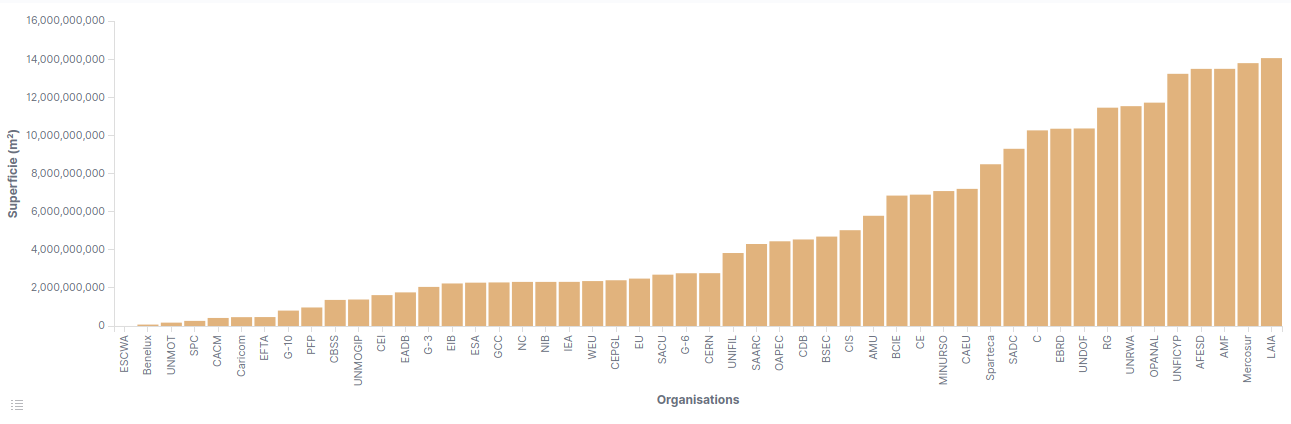 16,000,000,000
14,000,000,000
12,000,000,000
10,000,000,000
8,000,000,000
6,000,000,000
4,000,000,000
2,000,000,000
0
Superficie (m²)
ESCWA
Benelux
UNMOT
SPC
CACM
Caricom
EFTA
G-10
PFP
CBSS
UNMOGIP
CEI
EADB
G-3
EIB
ESA
GCC
NC
NIB
IEA
WEU
CEPGL
EU
SACU
G-6
CERN
UNIFIL
SAARC
OAPEC
CDB
BSEC
CIS
AMU
BCIE
CE
MINURSO
CAEU
Sparteca
SADC
C
EBRD
UNDOF
RG
UNRWA
OPANAL
UNFICYP
AFESD
AMF
Mercosur
LAIA
Organisations